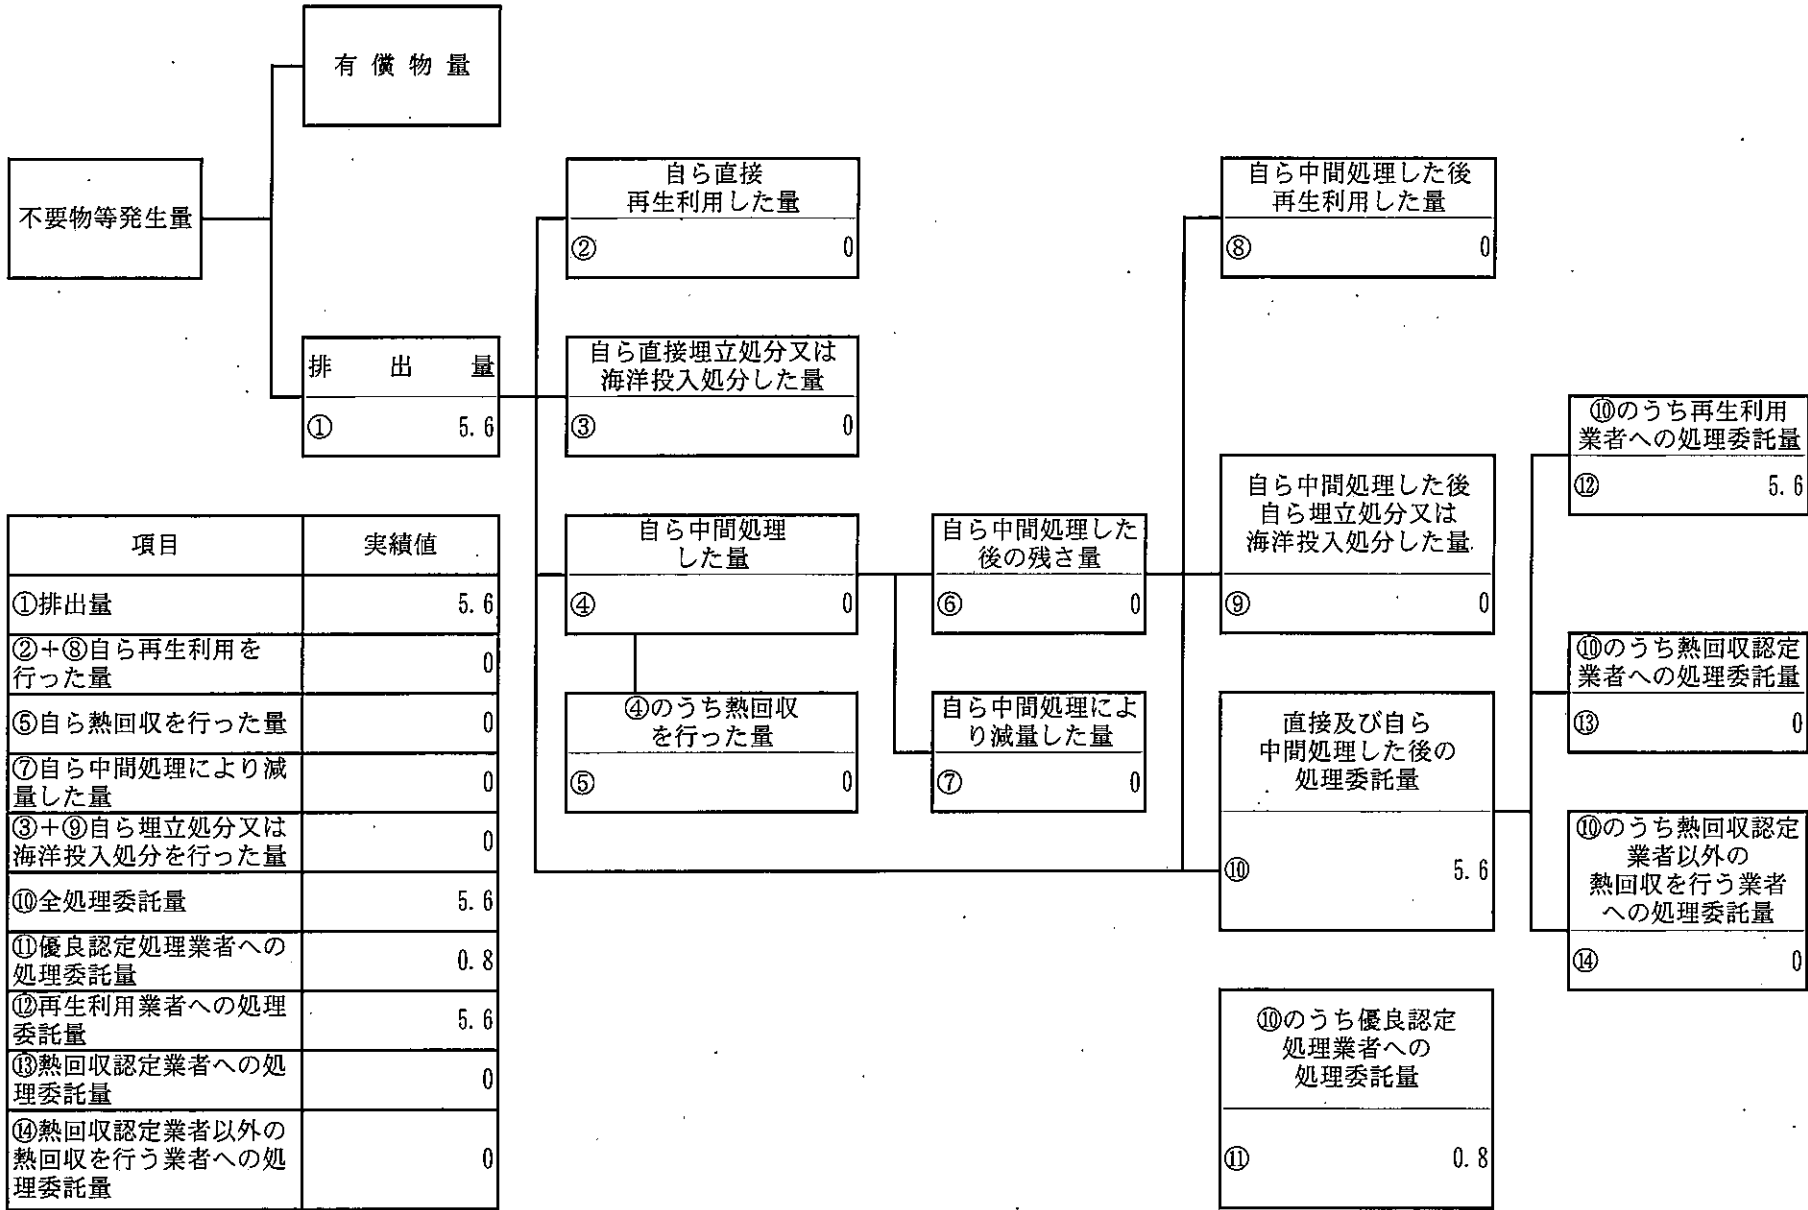 有 償 物 量
不要物等発生量
排 出 量
① 5.6
自ら直接
再生利用した量
② 0
自ら直接埋立処分又は
海洋投入処分した量
③ 0
自ら中間処理
した量
④ 0
④のうち熱回収
を行った量
⑤ 0
自ら中間処理した
後の残さ量
⑥ 0
自ら中間処理によ
り減量した量
⑦ 0
自ら中間処理した後
再生利用した量
⑧ 0
自ら中間処理した後
自ら埋立処分又は
海洋投入処分した量
⑨ 0
直接及び自ら
中間処理した後の
処理委託量
⑩ 5.6
⑩のうち優良認定
処理業者への
処理委託量
⑪ 0.8
⑩のうち再生利用
業者への処理委託量
⑫ 5.6
⑩のうち熱回収認定
業者への処理委託量
⑬ 0
⑩のうち熱回収認定
業者以外の
熱回収を行う業者
への処理委託量
⑭ 0
項目 実績値
①排出量 5.6
②+⑧自ら再生利用を
行った量 0
⑤自ら熱回収を行った量 0
⑦自ら中間処理により減
量した量 0
③+⑨自ら埋立処分又は
海洋投入処分を行った量 0
⑩全処理委託量 5.6
⑪優良認定処理業者への
処理委託量 0.8
⑫再生利用業者への処理
委託量 5.6
⑬熱回収認定業者への処
理委託量 0
⑭熱回収認定業者以外の
熱回収を行う業者への処
理委託量 0